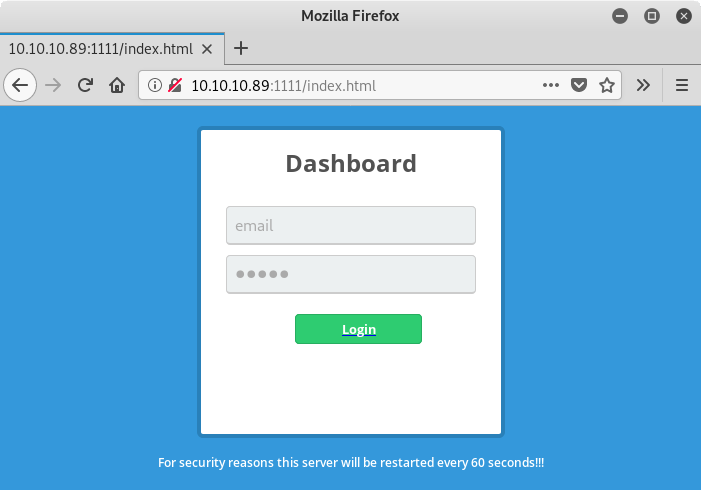 Mozilla Firefox
10.10.10.89:1111/index.html
10.10.10.89:1111/index.html
Dashboard
email
●●●●●
Login
For security reasons this server will be restarted every 60 seconds!!!